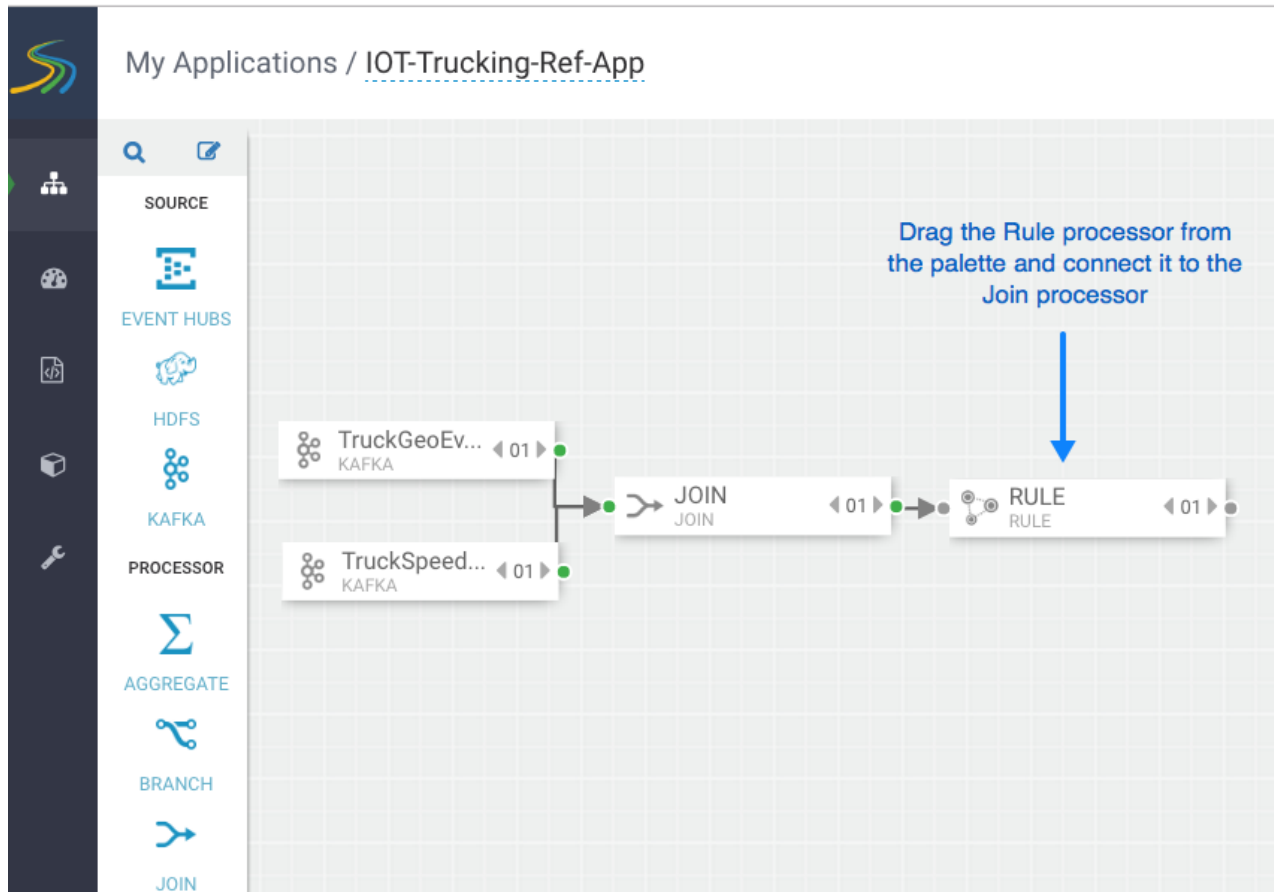 My Applications / IOT-Trucking-Ref-App
SOURCE
EVENT HUBS
HDFS
KAFKA
PROCESSOR
AGGREGATE
BRANCH
JOIN
Drag the Rule processor from
the palette and connect it to the
Join processor
TruckGeoEv...
KAFKA
01
TruckSpeed...
KAFKA
01
JOIN
JOIN
01
RULE
RULE
01